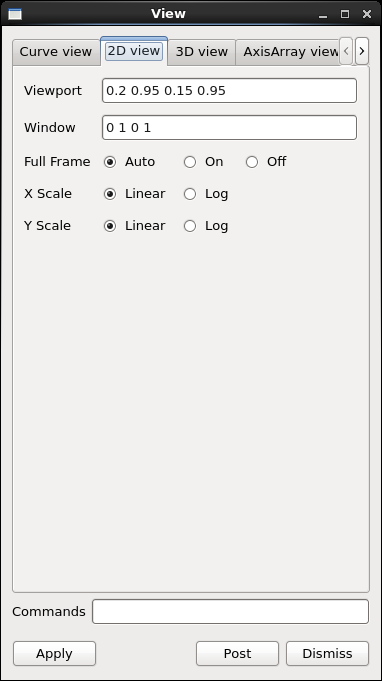 View
Curve view 2D view 3D view AxisArray view
Viewport 0.2 0.95 0.15 0.95
Window 0 1 0 1
Full Frame Auto On Off
X Scale Linear Log
Y Scale Linear Log
Commands
Apply Post Dismiss